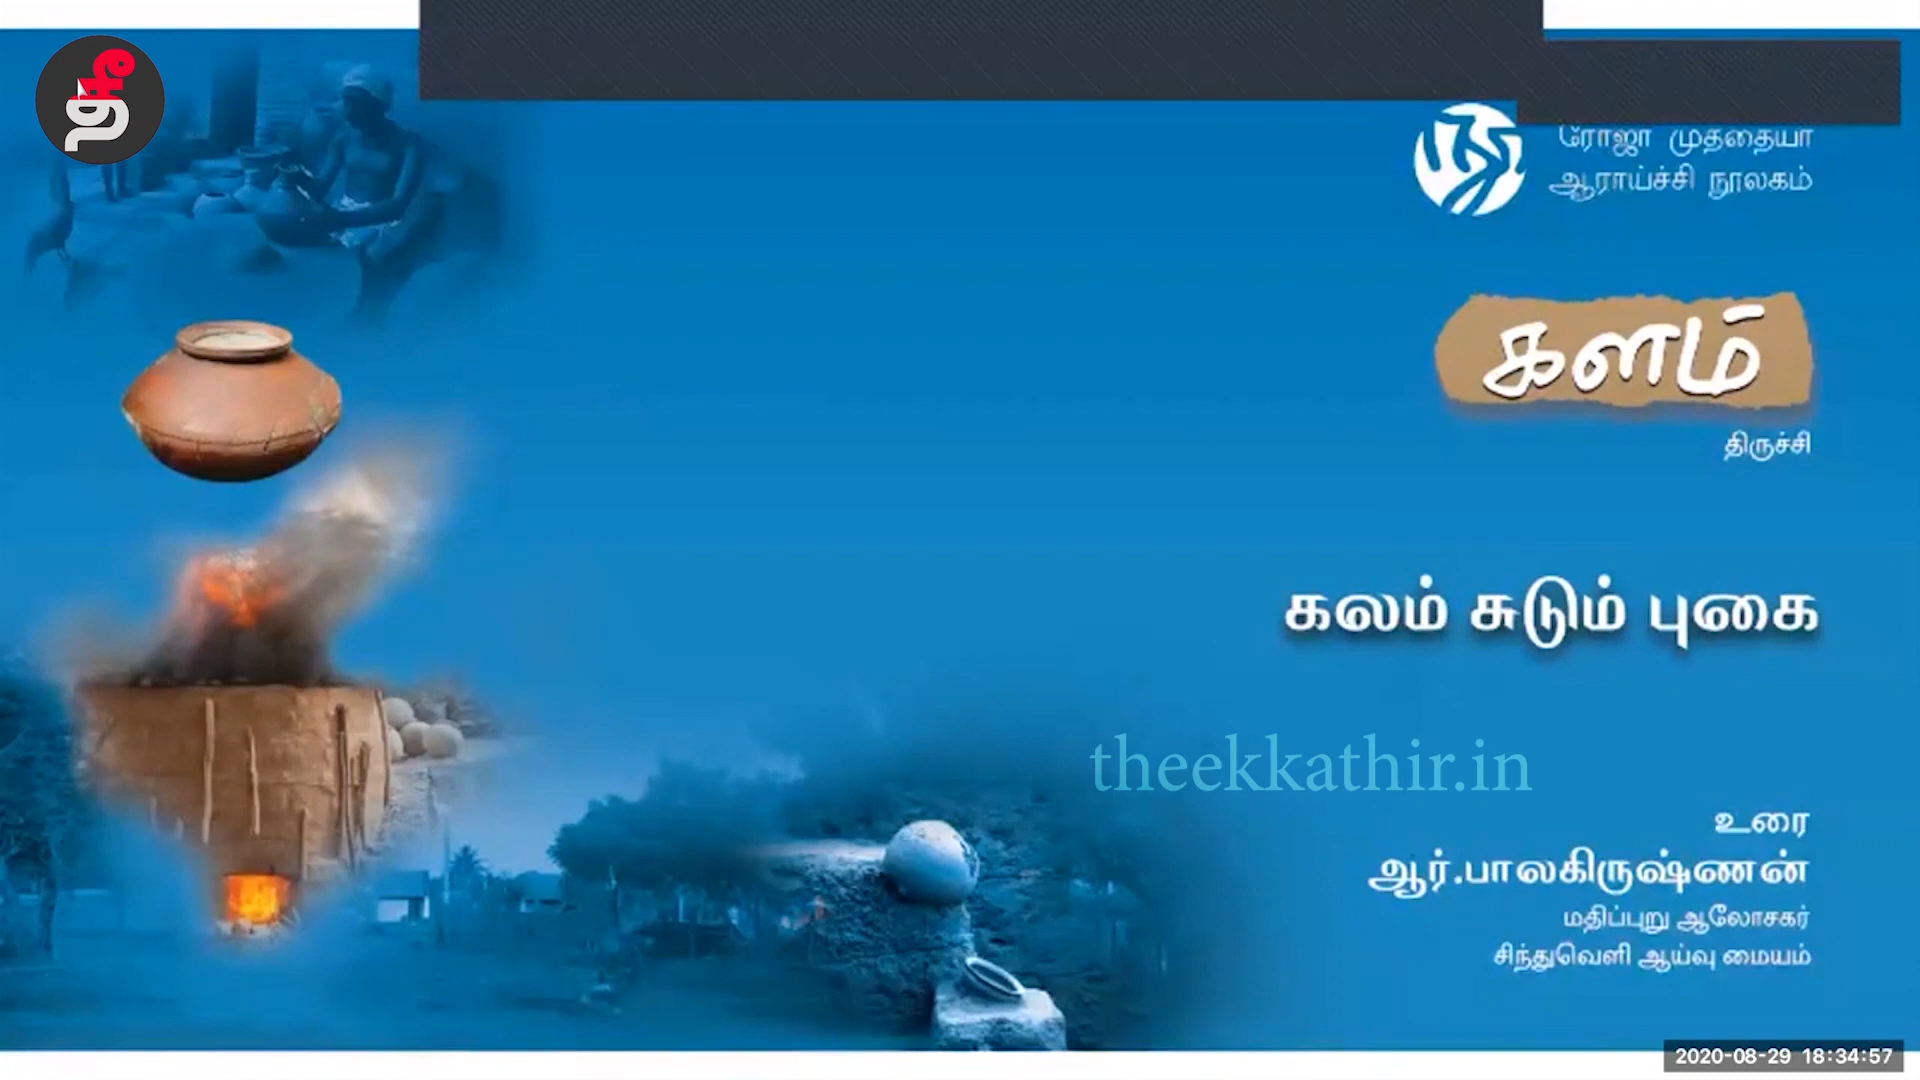 ரோஜா முத்தையா
ஆராய்ச்சி நூலகம்
களம்
திருச்சி
கலம் சுடும் புகை
theekkathir.in
உரை
ஆர்.பாலகிருஷ்ணன்
மதிப்புறு ஆலோசகர்
சிந்துவெளி ஆய்வு மையம்
2020-08-29 18:34:57